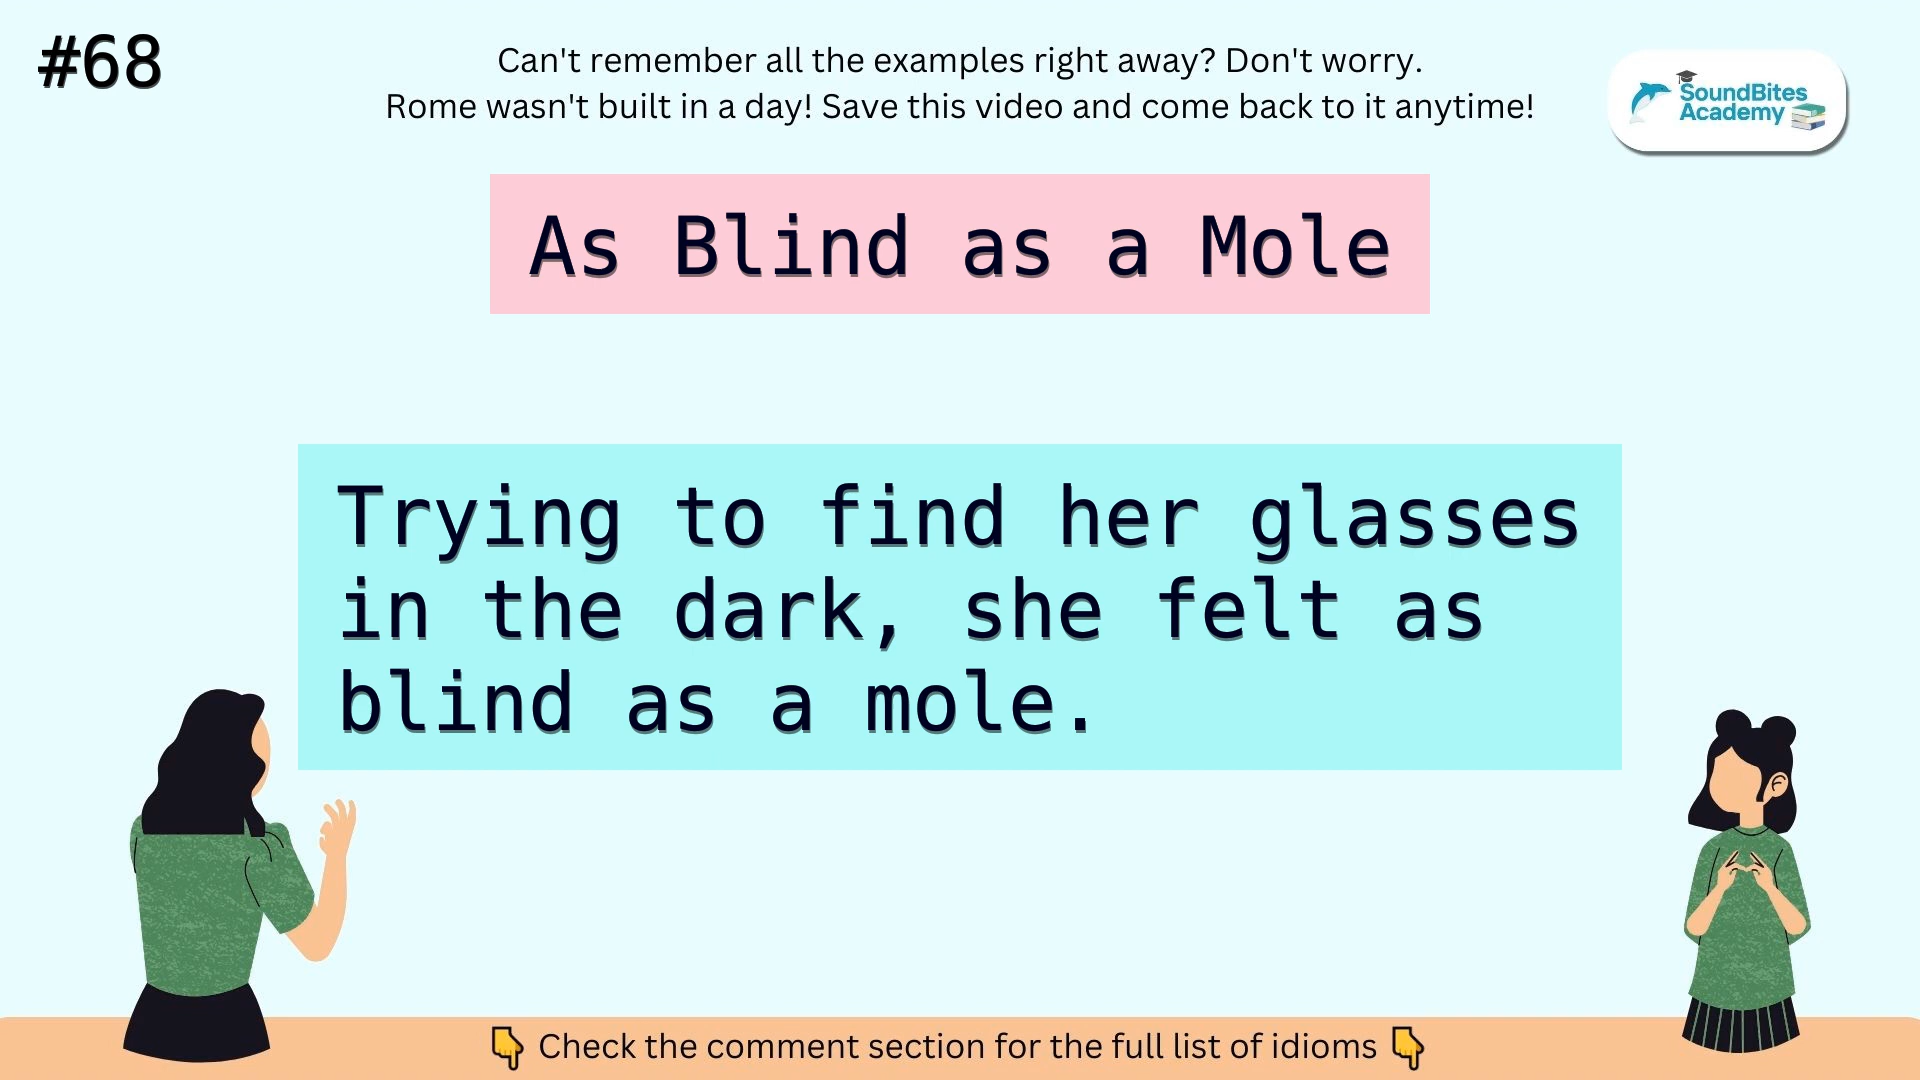 #68
Can't remember all the examples right away? Don't worry.
Rome wasn't built in a day! Save this video and come back to it anytime!
SoundBites
Academy
As Blind as a Mole
Trying to find her glasses
in the dark, she felt as
blind as a mole.
👇 Check the comment section for the full list of idioms 👇